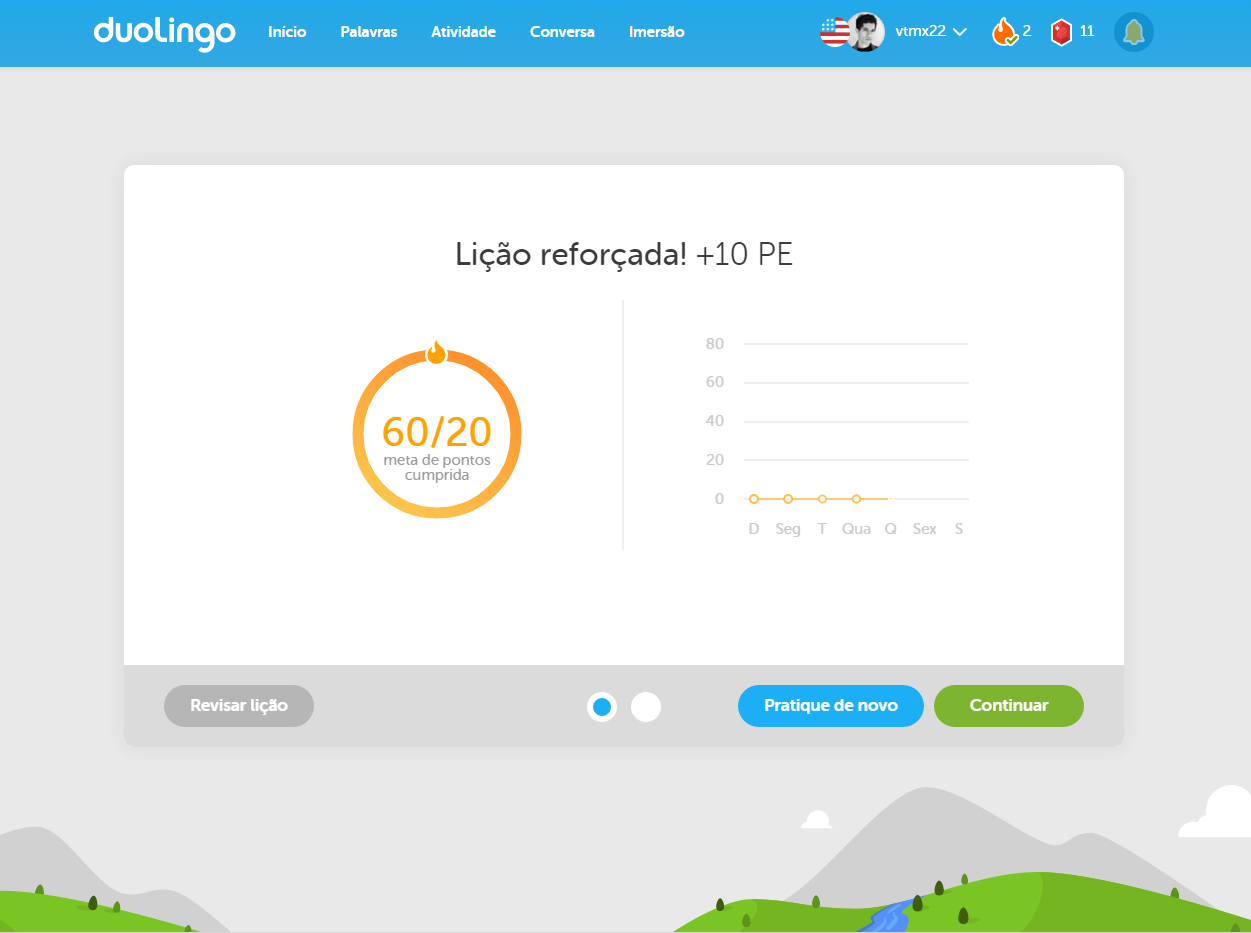 duolingo
Início Palavras Atividade Conversa Imersão
vtmx22 2 11
Lição reforçada! +10 PE
60/20
meta de pontos
cumprida
80
60
40
20
0
D Seg T Qua Q Sex S
Revisar lição
Pratique de novo
Continuar